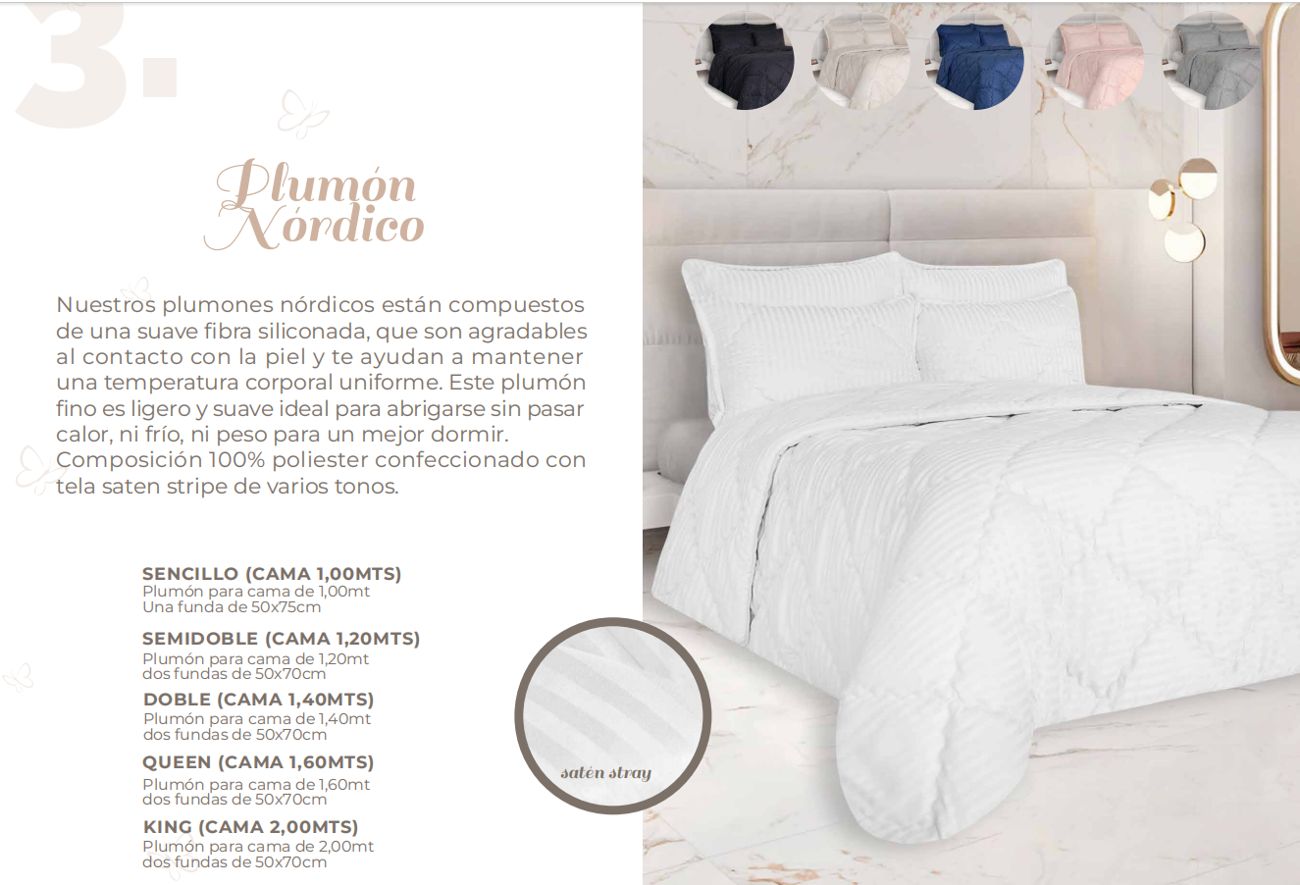 3.
Plumón
Nórdico
Nuestros plumones nórdicos están compuestos
de una suave fibra siliconada, que son agradables
al contacto con la piel y te ayudan a mantener
una temperatura corporal uniforme. Este plumón
fino es ligero y suave ideal para abrigarse sin pasar
calor, ni frío, ni peso para un mejor dormir.
Composición 100% poliester confeccionado con
tela saten stripe de varios tonos.
SENCILLO (CAMA 1,00MTS)
Plumón para cama de 1,00mt
Una funda de 50x75cm
SEMIDOBLE (CAMA 1,20MTS)
Plumón para cama de 1,20mt
dos fundas de 50x70cm
DOBLE (CAMA 1,40MTS)
Plumón para cama de 1,40mt
dos fundas de 50x70cm
QUEEN (CAMA 1,60MTS)
Plumón para cama de 1,60mt
dos fundas de 50x70cm
KING (CAMA 2,00MTS)
Plumón para cama de 2,00mt
dos fundas de 50x70cm
satén stray